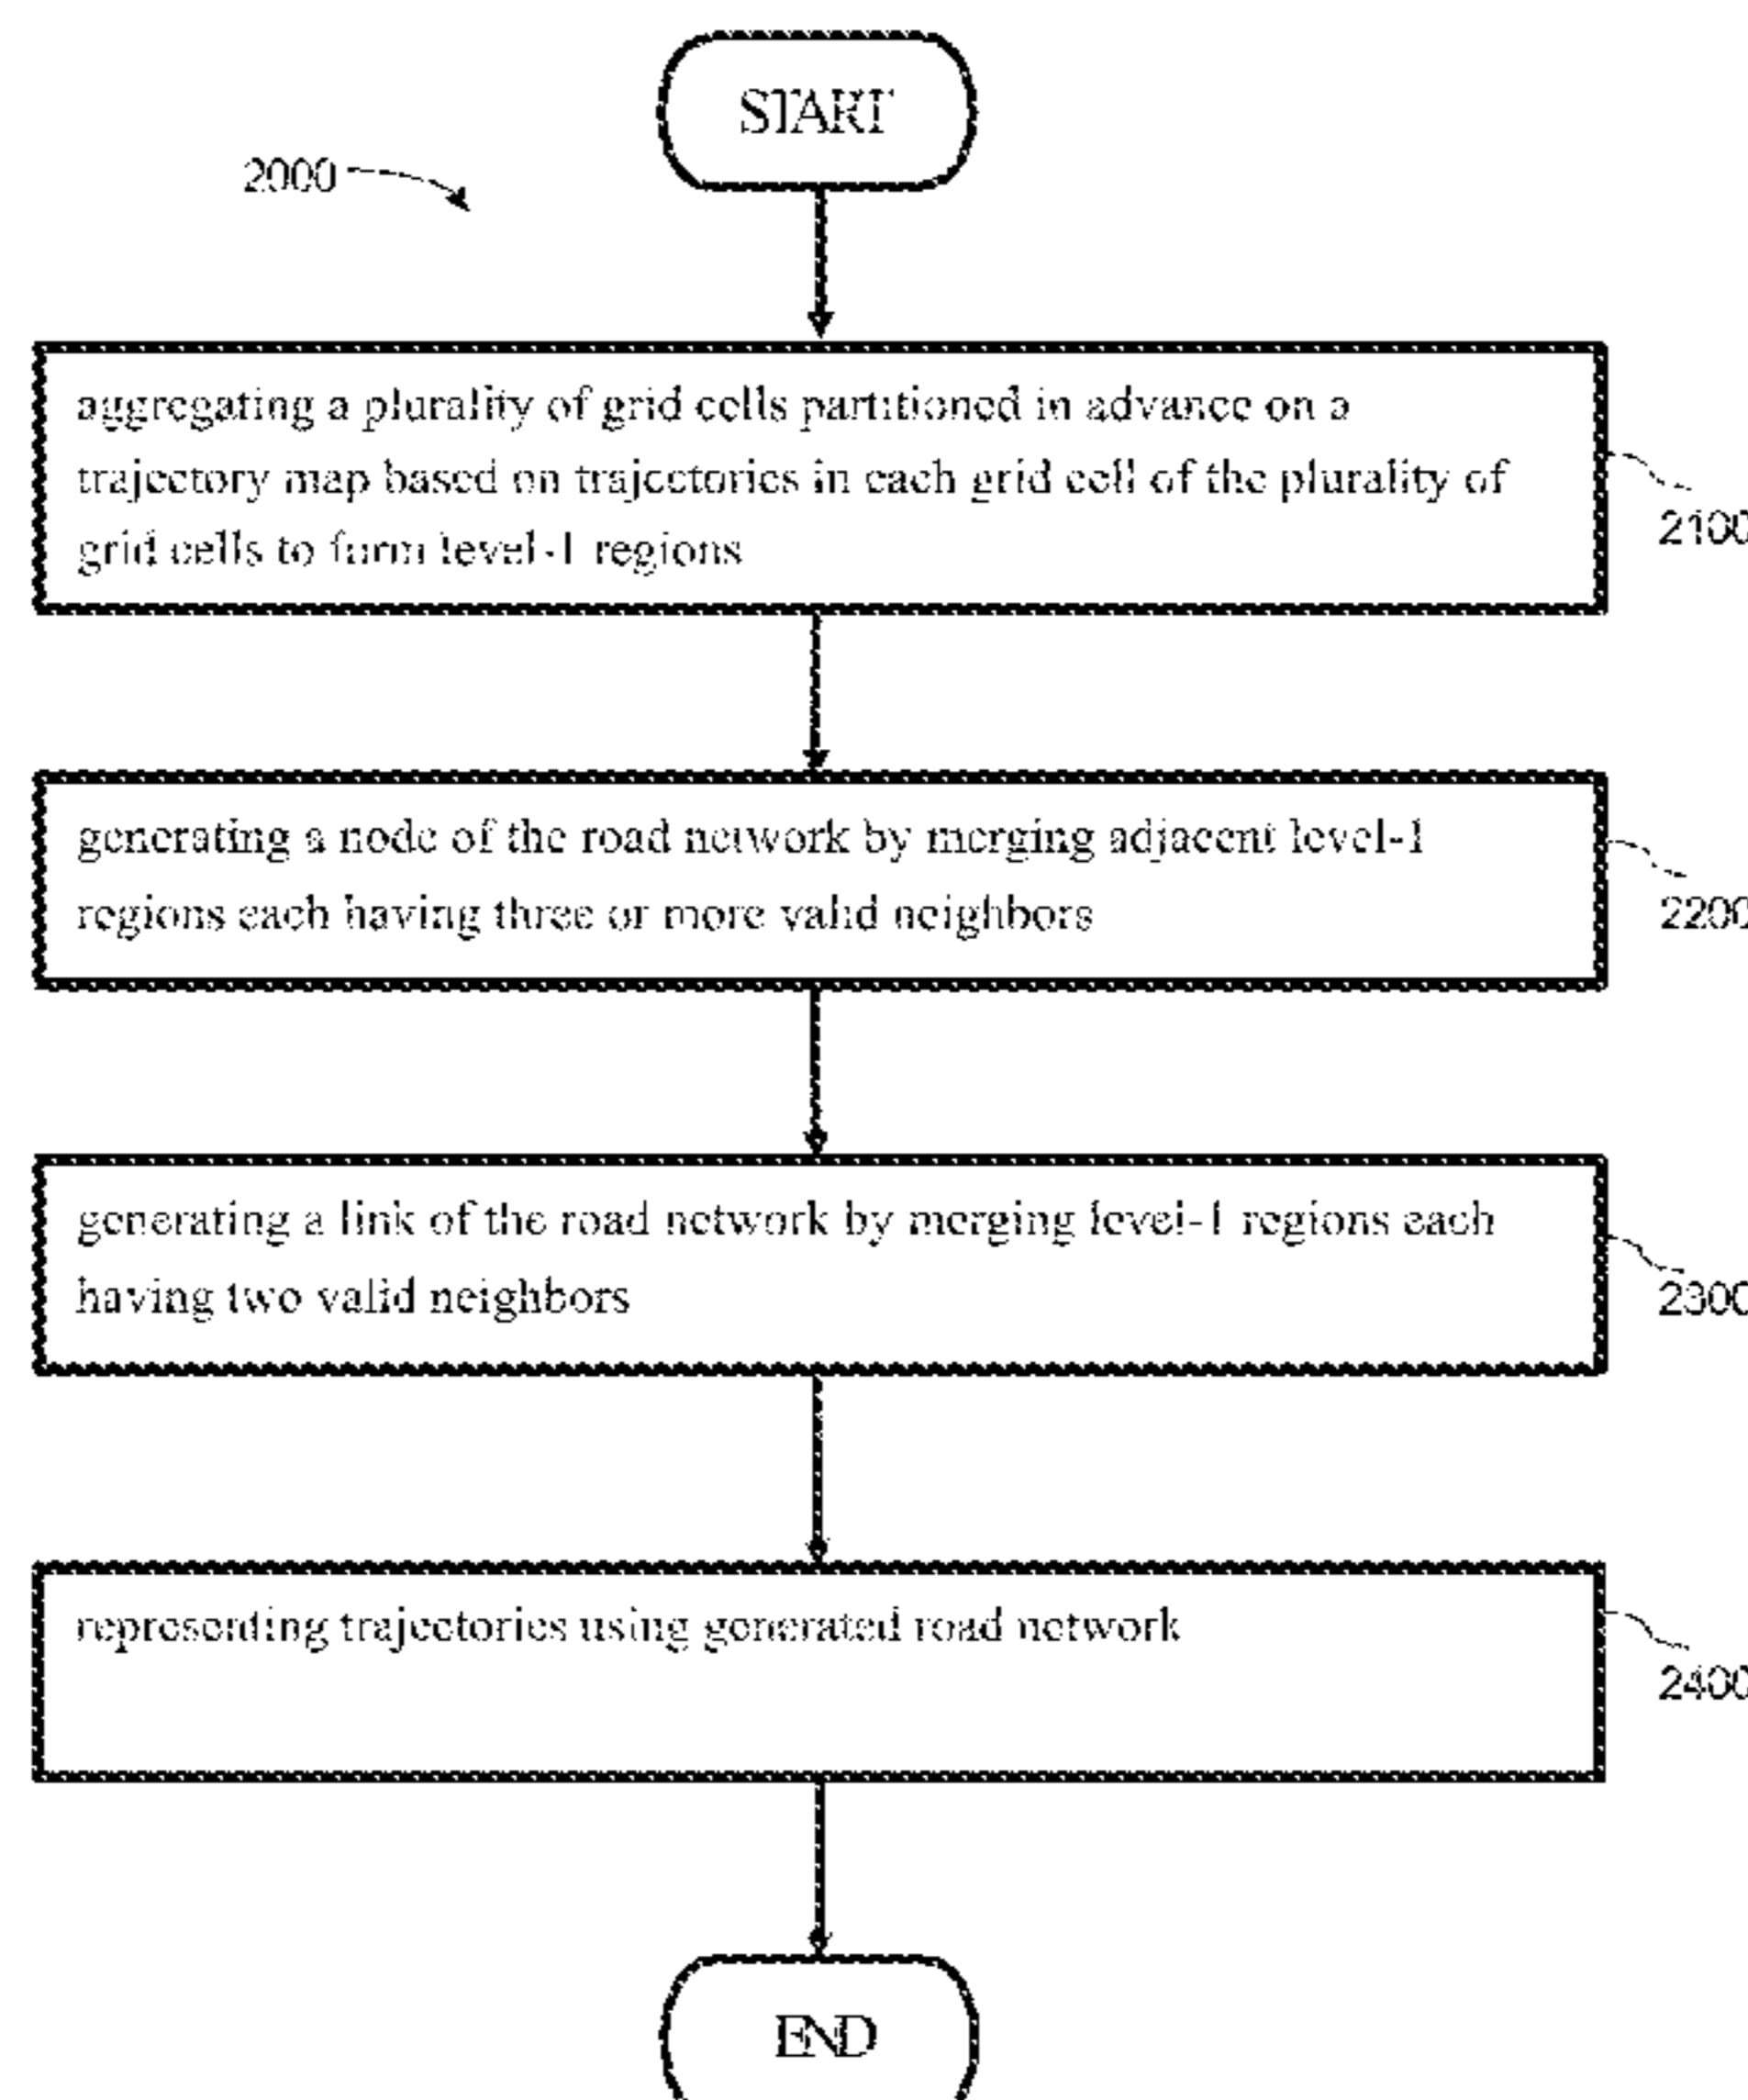 START
2000
aggregating a plurality of grid cells partitioned in advance on a
trajectory map based on trajectories in each grid cell of the plurality of
grid cells to form level-1 regions
2100
generating a node of the road network by merging adjacent level-1
regions each having three or more valid neighbors
2200
generating a link of the road network by merging level-1 regions each
having two valid neighbors
2300
representing trajectories using generated road network
2400
END